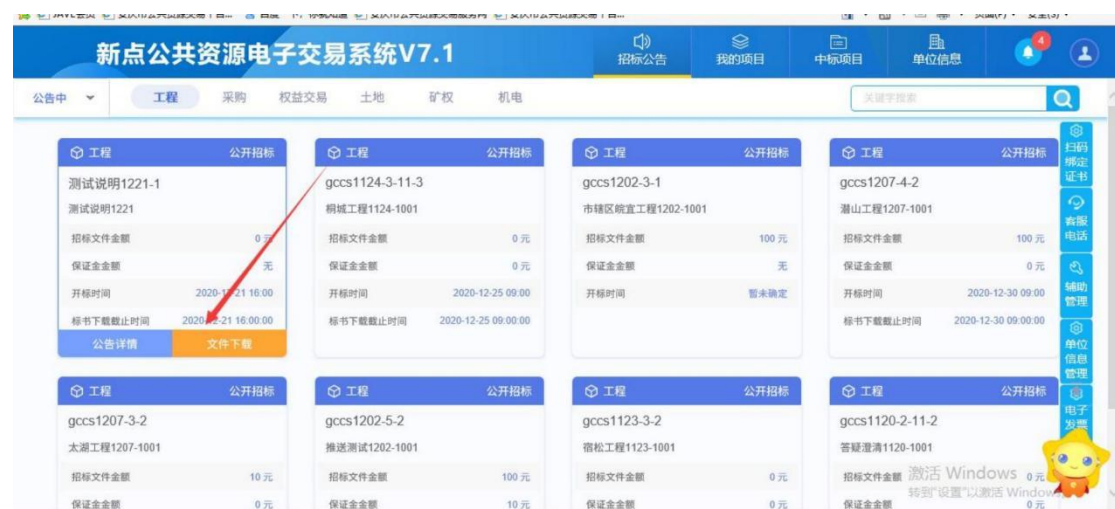 新点公共资源电子交易系统V7.1
招标公告
我的项目
中标项目
单位信息
4
公告中
工程
采购
权益交易
土地
矿权
机电
关键字搜索
工程 公开招标
测试说明1221-1
测试说明1221
招标文件金额 0 元
保证金金额 无
开标时间 2020-12-21 16:00
标书下载截止时间 2020-12-21 16:00:00
公告详情 文件下载
工程 公开招标
gccs1124-3-11-3
桐城工程1124-1001
招标文件金额 0 元
保证金金额 0 元
开标时间 2020-12-25 09:00
标书下载截止时间 2020-12-25 09:00:00
工程 公开招标
gccs1202-3-1
市辖区皖宜工程1202-1001
招标文件金额 100 元
保证金金额 无
开标时间 暂未确定
工程 公开招标
gccs1207-4-2
潜山工程1207-1001
招标文件金额 100 元
保证金金额 0 元
开标时间 2020-12-30 09:00
标书下载截止时间 2020-12-30 09:00:00
工程 公开招标
gccs1207-3-2
太湖工程1207-1001
招标文件金额 10 元
保证金金额 0 元
工程 公开招标
gccs1202-5-2
推送测试1202-1001
招标文件金额 100 元
保证金金额 10 元
工程 公开招标
gccs1123-3-2
宿松工程1123-1001
招标文件金额 0 元
保证金金额 0 元
工程 公开招标
gccs1120-2-11-2
答疑澄清1120-1001
招标文件金额 0 元
保证金金额 0 元
扫码
绑定
证书
客服
电话
辅助
管理
单位
信息
管理
电子
发票
激活 Windows
转到"设置"以激活 Window